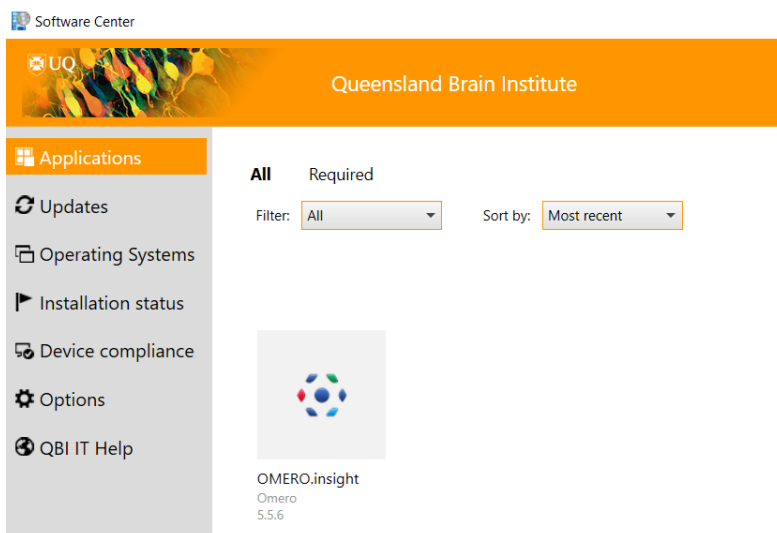 Software Center
UQ
Queensland Brain Institute
Applications
Updates
Operating Systems
Installation status
Device compliance
Options
QBI IT Help
All Required
Filter: All Sort by: Most recent
OMERO.insight
Omero
5.5.6